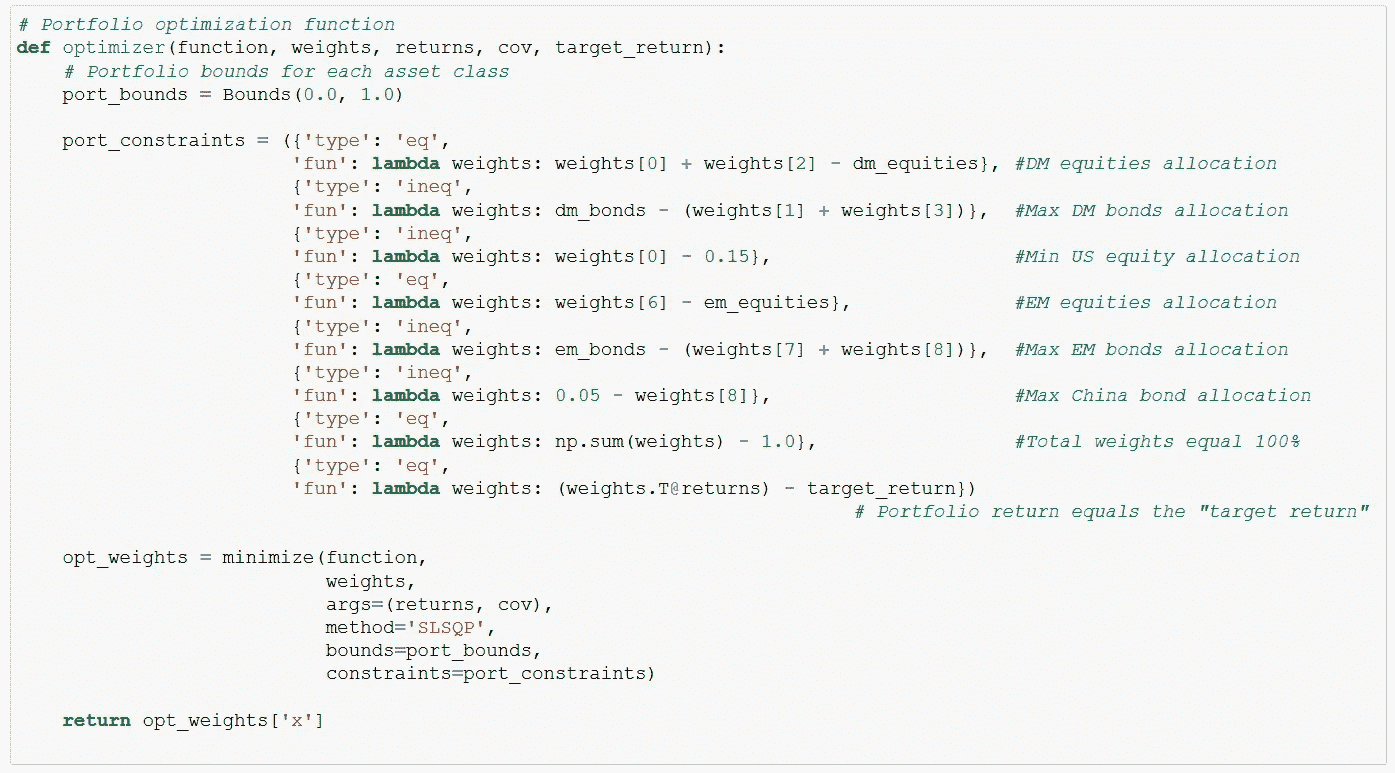 # Portfolio optimization function
def optimizer(function, weights, returns, cov, target_return):
    # Portfolio bounds for each asset class
    port_bounds = Bounds(0.0, 1.0)

    port_constraints = ({'type': 'eq',
                        'fun': lambda weights: weights[0] + weights[2] - dm_equities}, #DM equities allocation
                        {'type': 'ineq',
                        'fun': lambda weights: dm_bonds - (weights[1] + weights[3])},  #Max DM bonds allocation
                        {'type': 'ineq',
                        'fun': lambda weights: weights[0] - 0.15},                     #Min US equity allocation
                        {'type': 'eq',
                        'fun': lambda weights: weights[6] - em_equities},              #EM equities allocation
                        {'type': 'ineq',
                        'fun': lambda weights: em_bonds - (weights[7] + weights[8])},  #Max EM bonds allocation
                        {'type': 'ineq',
                        'fun': lambda weights: 0.05 - weights[8]},                     #Max China bond allocation
                        {'type': 'eq',
                        'fun': lambda weights: np.sum(weights) - 1.0},                 #Total weights equal 100%
                        {'type': 'eq',
                        'fun': lambda weights: (weights.T@returns) - target_return})
                                                                         # Portfolio return equals the "target return"

    opt_weights = minimize(function,
                           weights,
                           args=(returns, cov),
                           method='SLSQP',
                           bounds=port_bounds,
                           constraints=port_constraints)

    return opt_weights['x']